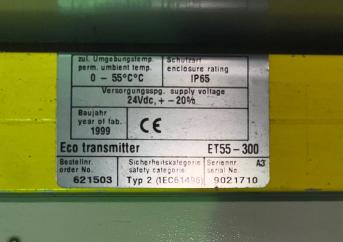 zul. Umgebungstemp. Schutzart
perm. umbient temp. enclosure rating
0 - 55°C°C IP65
Versorgungsspg. supply voltage
24Vdc, + - 20%
Baujahr
year of fab.
1999 CE
Eco transmitter ET55-300
Bestellnr. Sicherheitskategorie Seriennr. A3
order No. safety category serial No.
621503 Typ 2 (IEC61496) 9021710